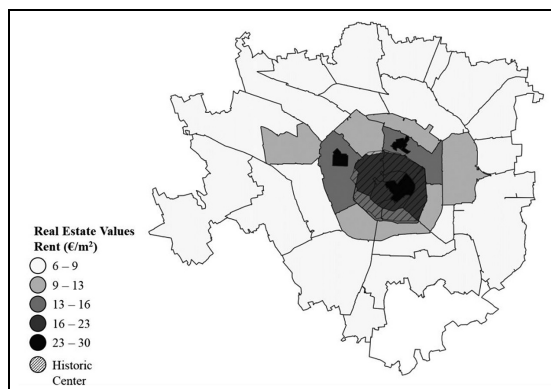 Real Estate Values
Rent (€/m²)
6 – 9
9 – 13
13 – 16
16 – 23
23 – 30
Historic
Center